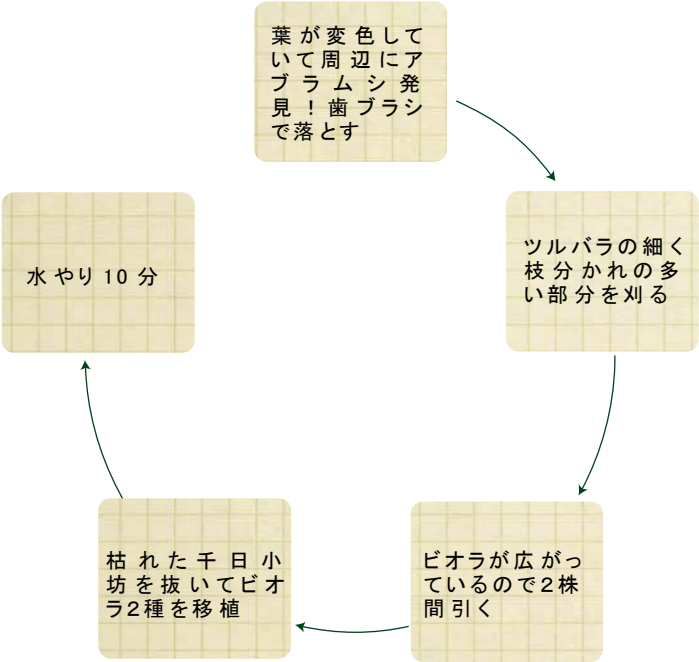 葉が変色して
いて周辺にア
ブラムシ発
見！歯ブラシ
で落とす
ツルバラの細く
枝分かれの多
い部分を刈る
ビオラが広がっ
ているので2株
間引く
枯れた千日小
坊を抜いてビオ
ラ2種を移植
水やり10分